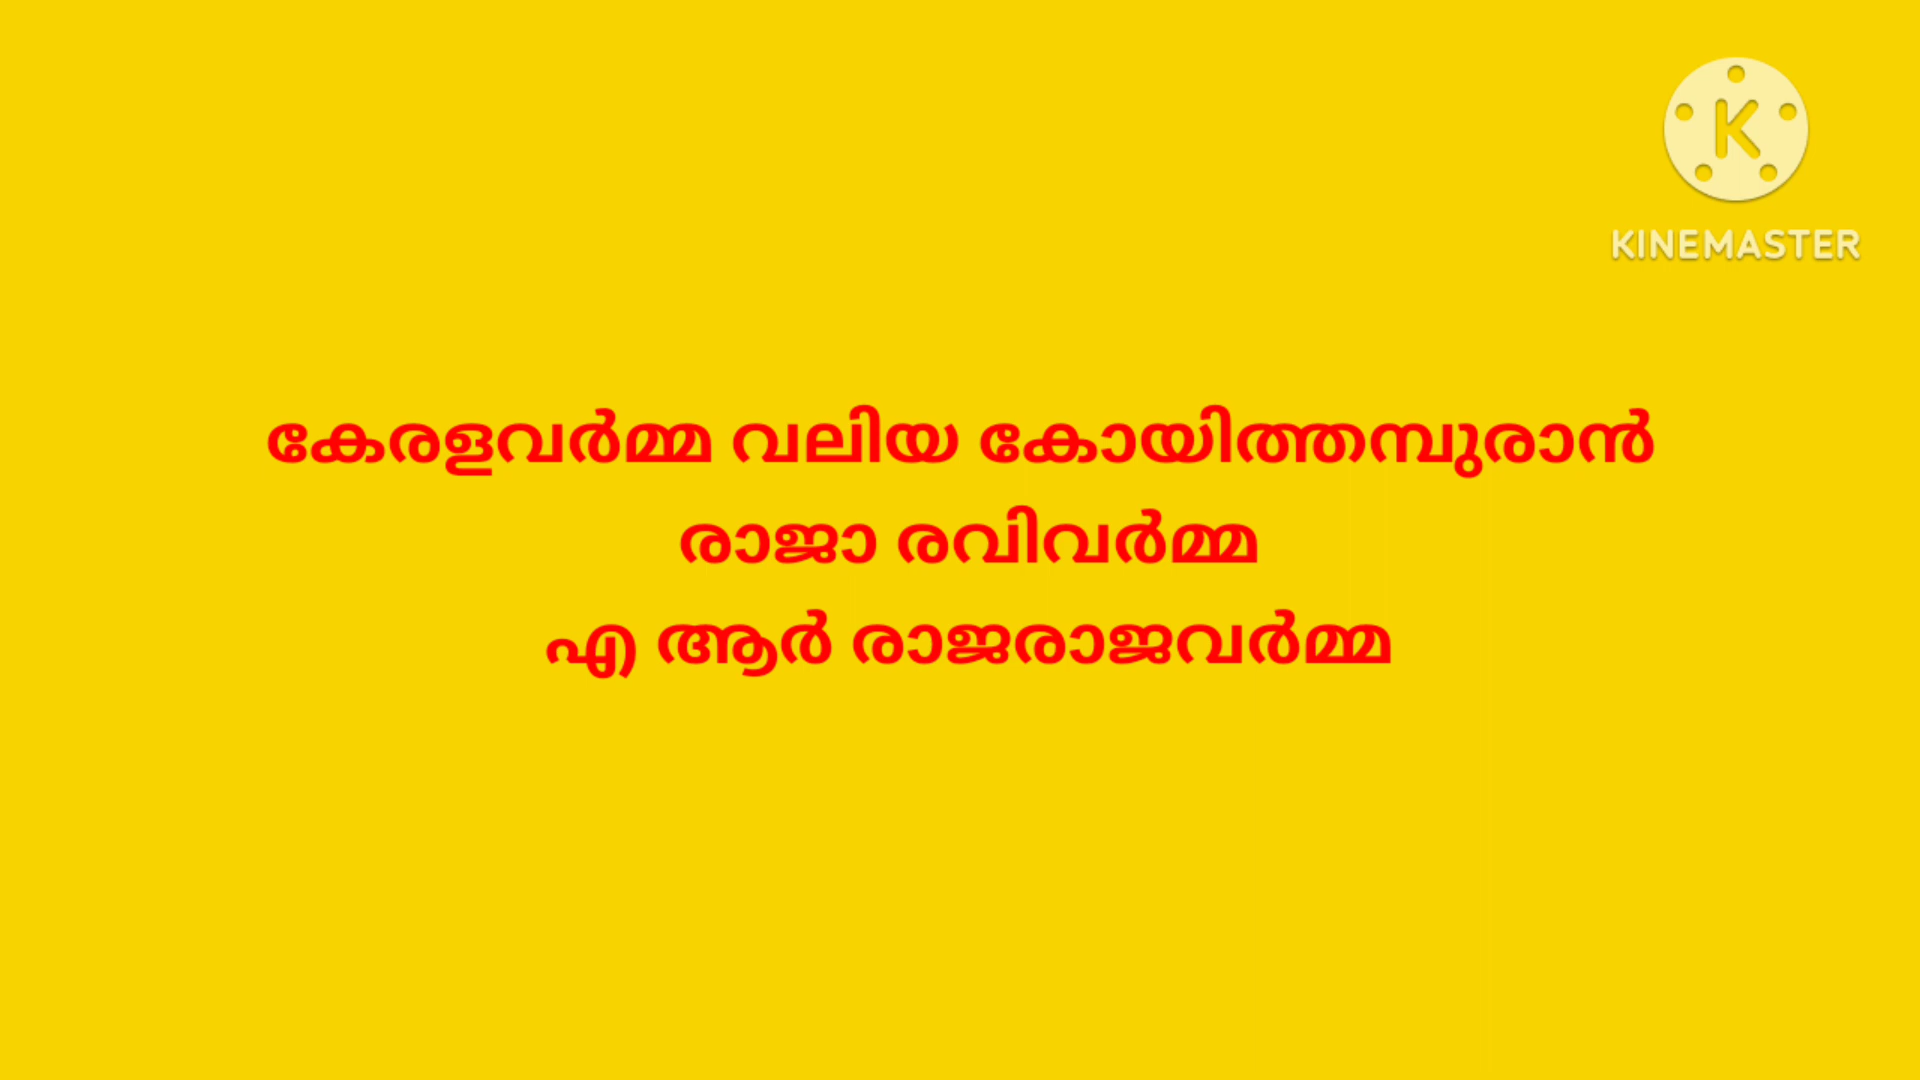 K
KINEMASTER
കേരളവർമ്മ വലിയ കോയിത്തമ്പുരാൻ
രാജാ രവിവർമ്മ
എ ആർ രാജരാജവർമ്മ